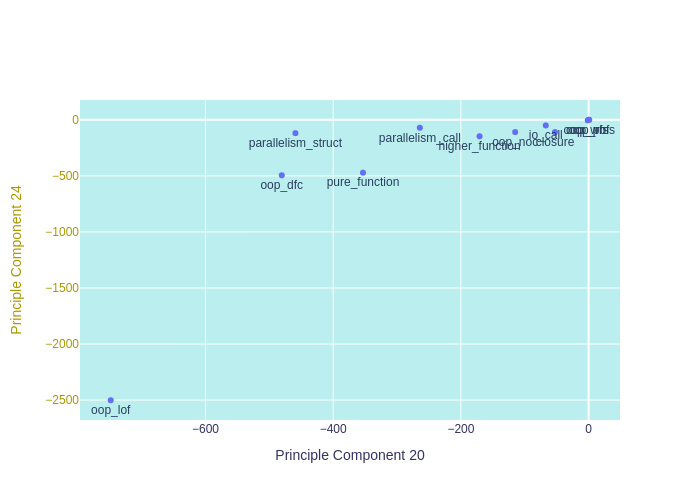 0
−500
−1000
−1500
−2000
−2500
Principle Component 24
parallelism_struct
parallelism_call
higher_function
oop_noc
closure
io_call
oop_dfc
pure_function
oop_lof
−600
−400
−200
0
Principle Component 20